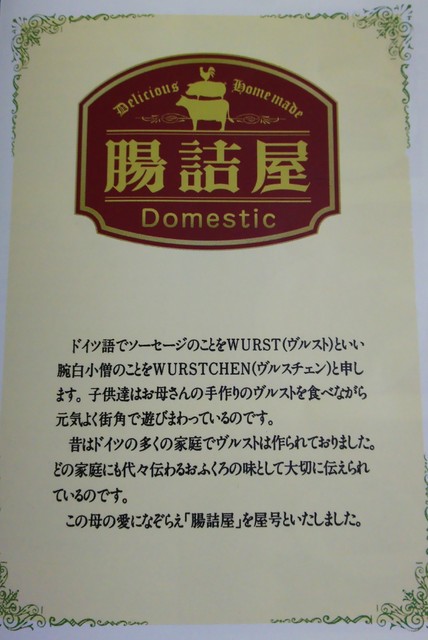 Delicious Homemade
腸詰屋
Domestic
ドイツ語でソーセージのことをWURST(ヴルスト)といい
腕白小僧のことをWURSTCHEN(ヴルスチェン)と申し
ます。子供達はお母さんの手作りのヴルストを食べながら
元気よく街角で遊びまわっているのです。
昔はドイツの多くの家庭でヴルストは作られておりました。
どの家庭にも代々伝わるおふくろの味として大切に伝えられ
ているのです。
この母の愛になぞらえ「腸詰屋」を屋号といたしました。